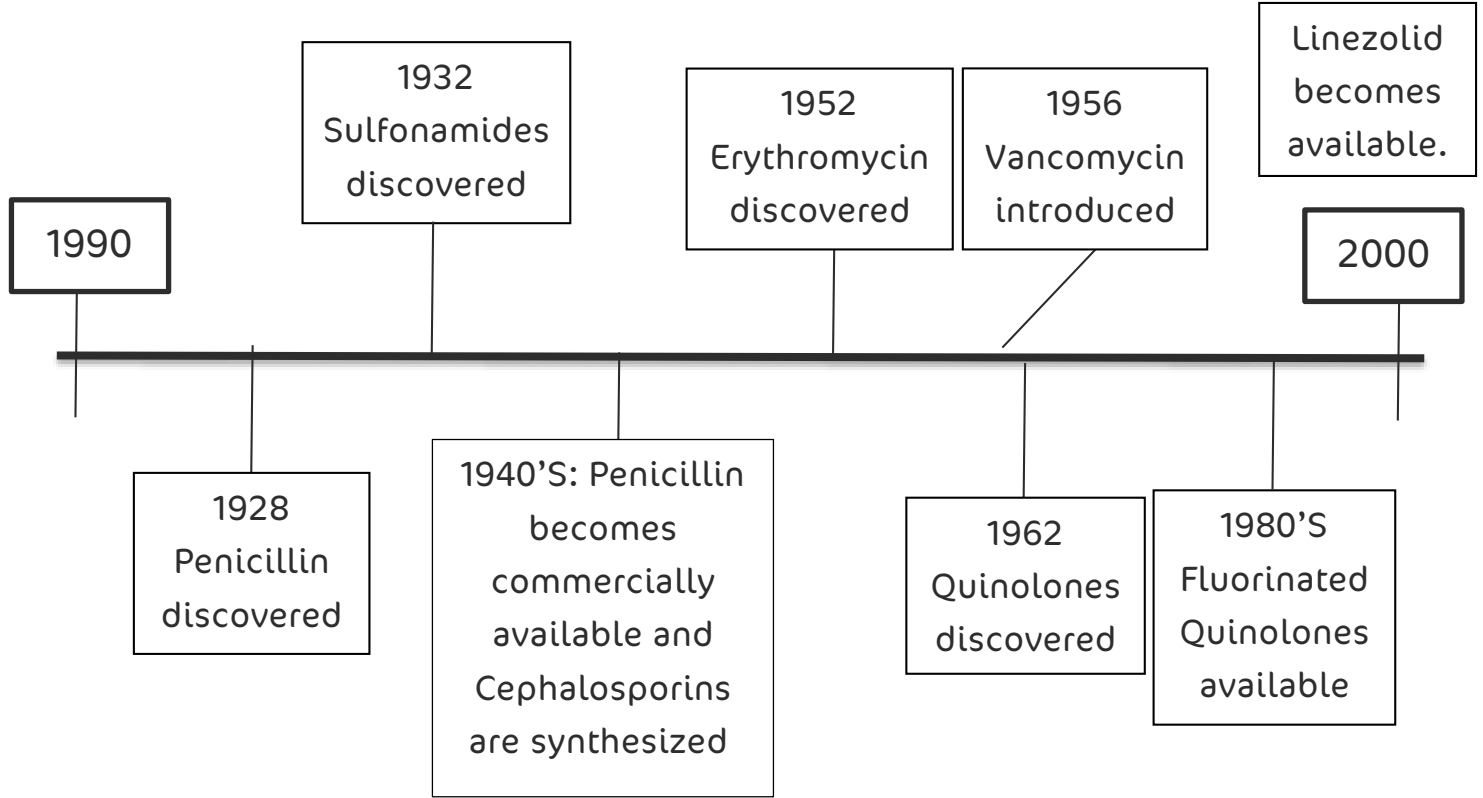 1990
1928
Penicillin
discovered
1932
Sulfonamides
discovered
1940'S: Penicillin
becomes
commercially
available and
Cephalosporins
are synthesized
1952
Erythromycin
discovered
1956
Vancomycin
introduced
1962
Quinolones
discovered
1980'S
Fluorinated
Quinolones
available
Linezolid
becomes
available.
2000